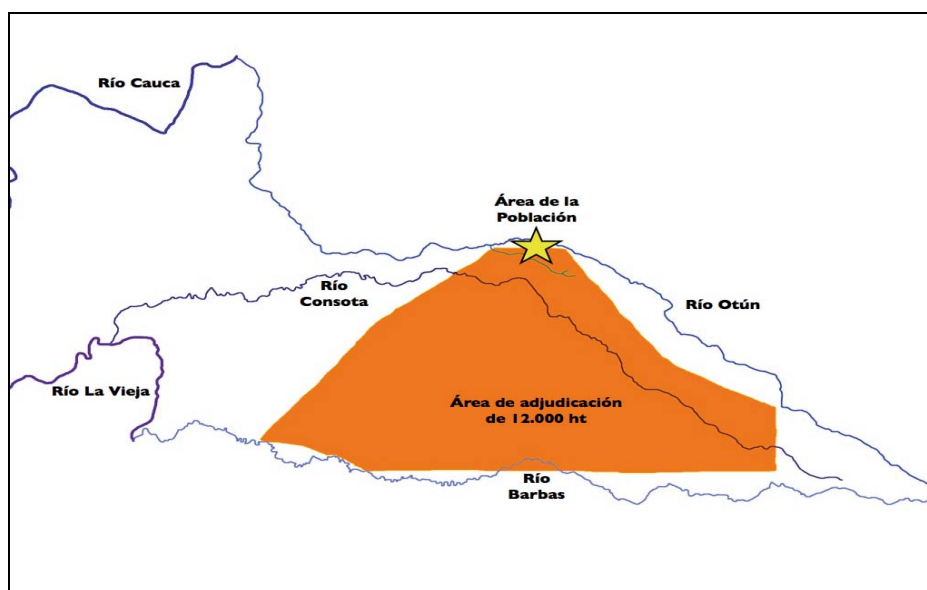 Río Cauca
Área de la
Población
Río
Consota
Río Otún
Río La Vieja
Área de adjudicación
de 12.000 ht
Río
Barbas